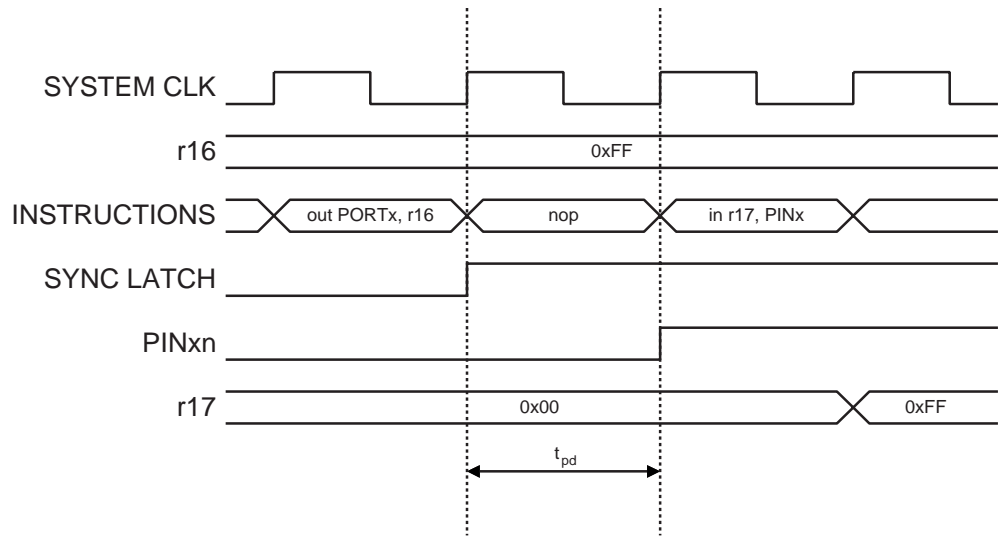 SYSTEM CLK
r16 0xFF
INSTRUCTIONS out PORTx, r16 nop in r17, PINx
SYNC LATCH
PINxn
r17 0x00 0xFF
tpd